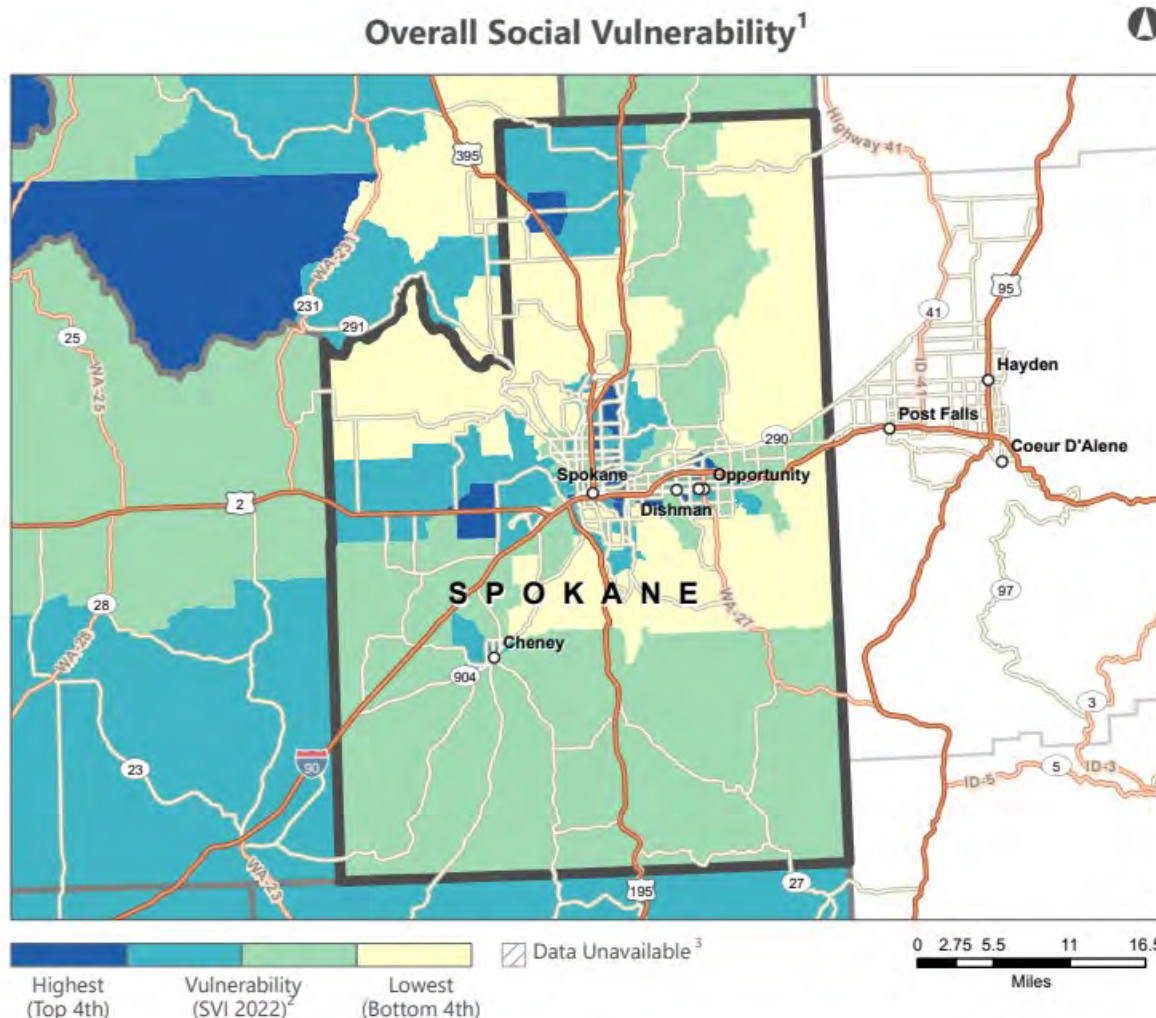 Overall Social Vulnerability¹
Highway 41
395
WA-231
95
231
41
291
25
ID-41
WA-25
Hayden
Post Falls
290
Coeur D'Alene
Spokane
Opportunity
2
Dishman
SPOKANE
97
28
WA-27
WA-28
Cheney
904
3
23
90
5
ID-3
ID-5
WA-23
195
27
Data Unavailable³
0 2.75 5.5 11 16.5
Miles
Highest
(Top 4th)
Vulnerability
(SVI 2022)²
Lowest
(Bottom 4th)